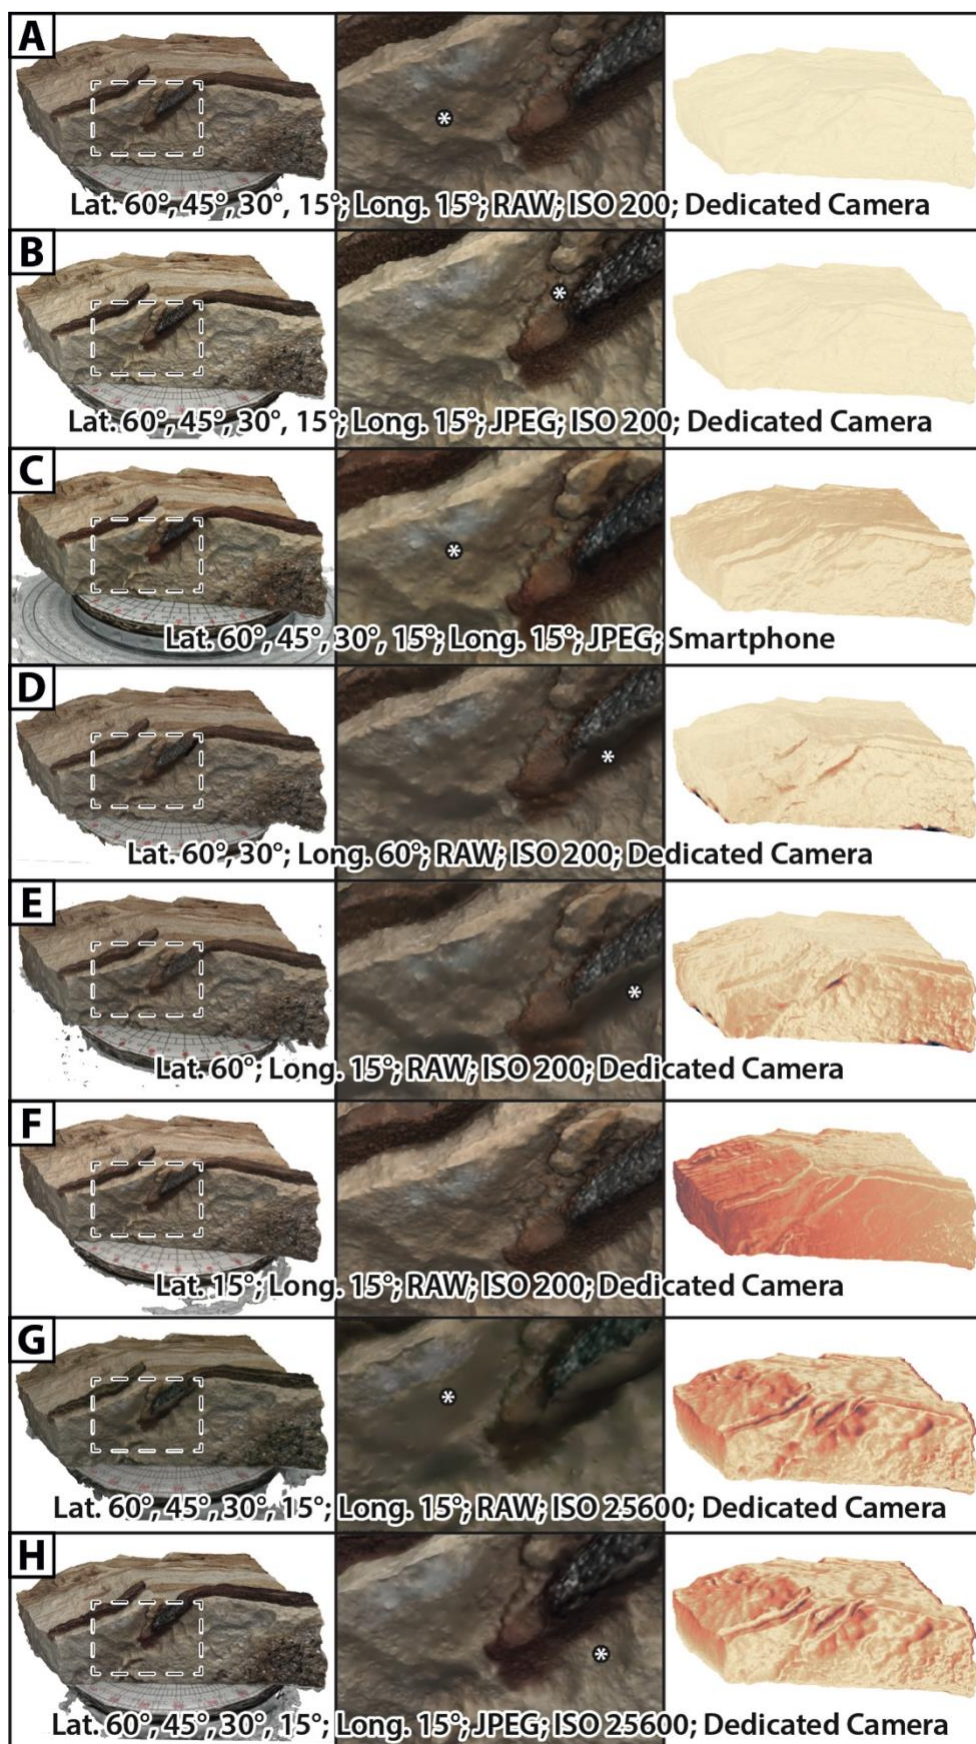 A
*
Lat. 60°, 45°, 30°, 15°; Long. 15°; RAW; ISO 200; Dedicated Camera
B
*
Lat. 60°, 45°, 30°, 15°; Long. 15°; JPEG; ISO 200; Dedicated Camera
C
*
Lat. 60°, 45°, 30°, 15°; Long. 15°; JPEG; Smartphone
D
*
Lat. 60°, 30°; Long. 60°; RAW; ISO 200; Dedicated Camera
E
*
Lat. 60°; Long. 15°; RAW; ISO 200; Dedicated Camera
F
Lat. 15°; Long. 15°; RAW; ISO 200; Dedicated Camera
G
*
Lat. 60°, 45°, 30°, 15°; Long. 15°; RAW; ISO 25600; Dedicated Camera
H
*
Lat. 60°, 45°, 30°, 15°; Long. 15°; JPEG; ISO 25600; Dedicated Camera